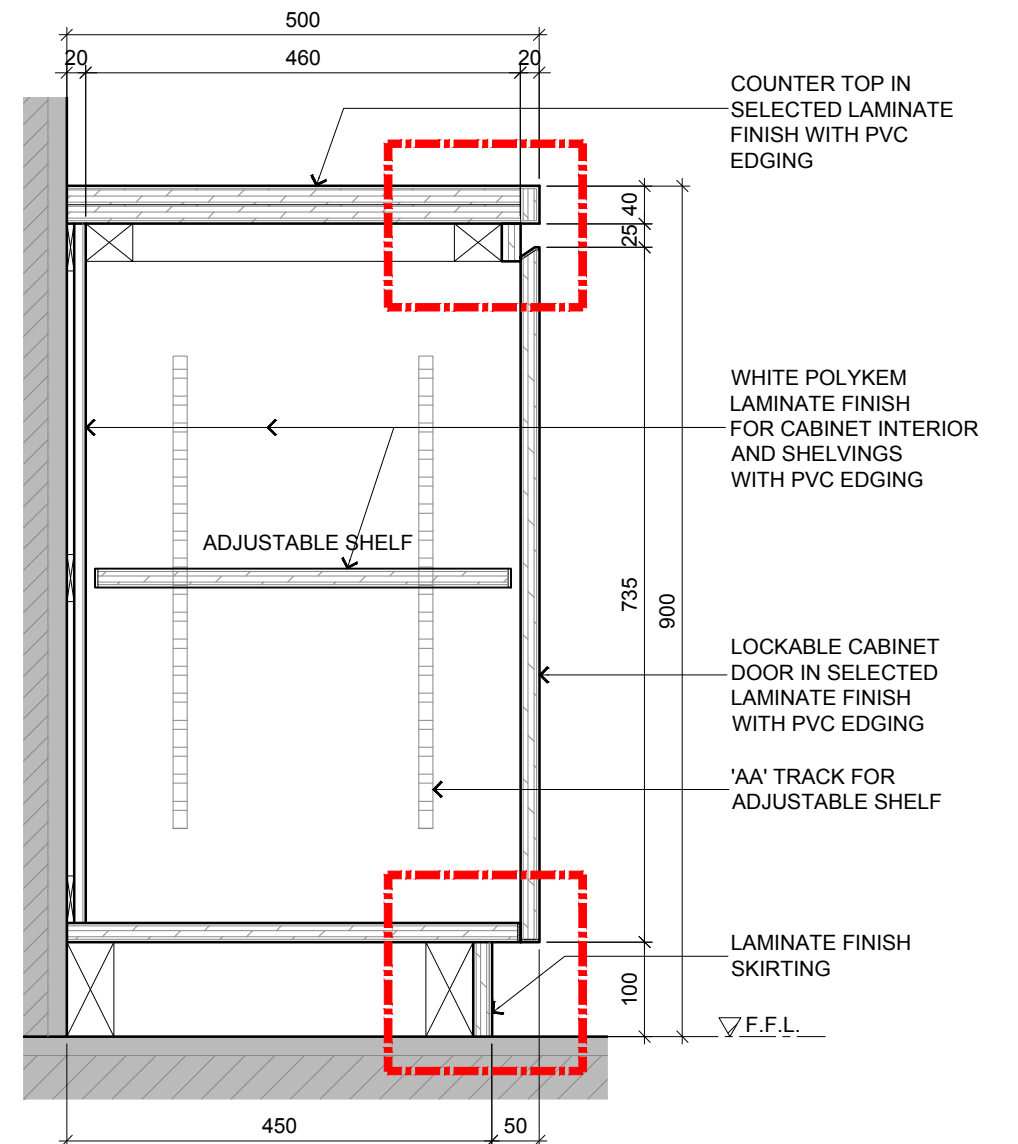 500
20 460 20
COUNTER TOP IN
SELECTED LAMINATE
FINISH WITH PVC
EDGING
40
25
WHITE POLYKEM
LAMINATE FINISH
FOR CABINET INTERIOR
AND SHELVINGS
WITH PVC EDGING
ADJUSTABLE SHELF
735
900
LOCKABLE CABINET
DOOR IN SELECTED
LAMINATE FINISH
WITH PVC EDGING
'AA' TRACK FOR
ADJUSTABLE SHELF
LAMINATE FINISH
SKIRTING
100
F.F.L.
450 50